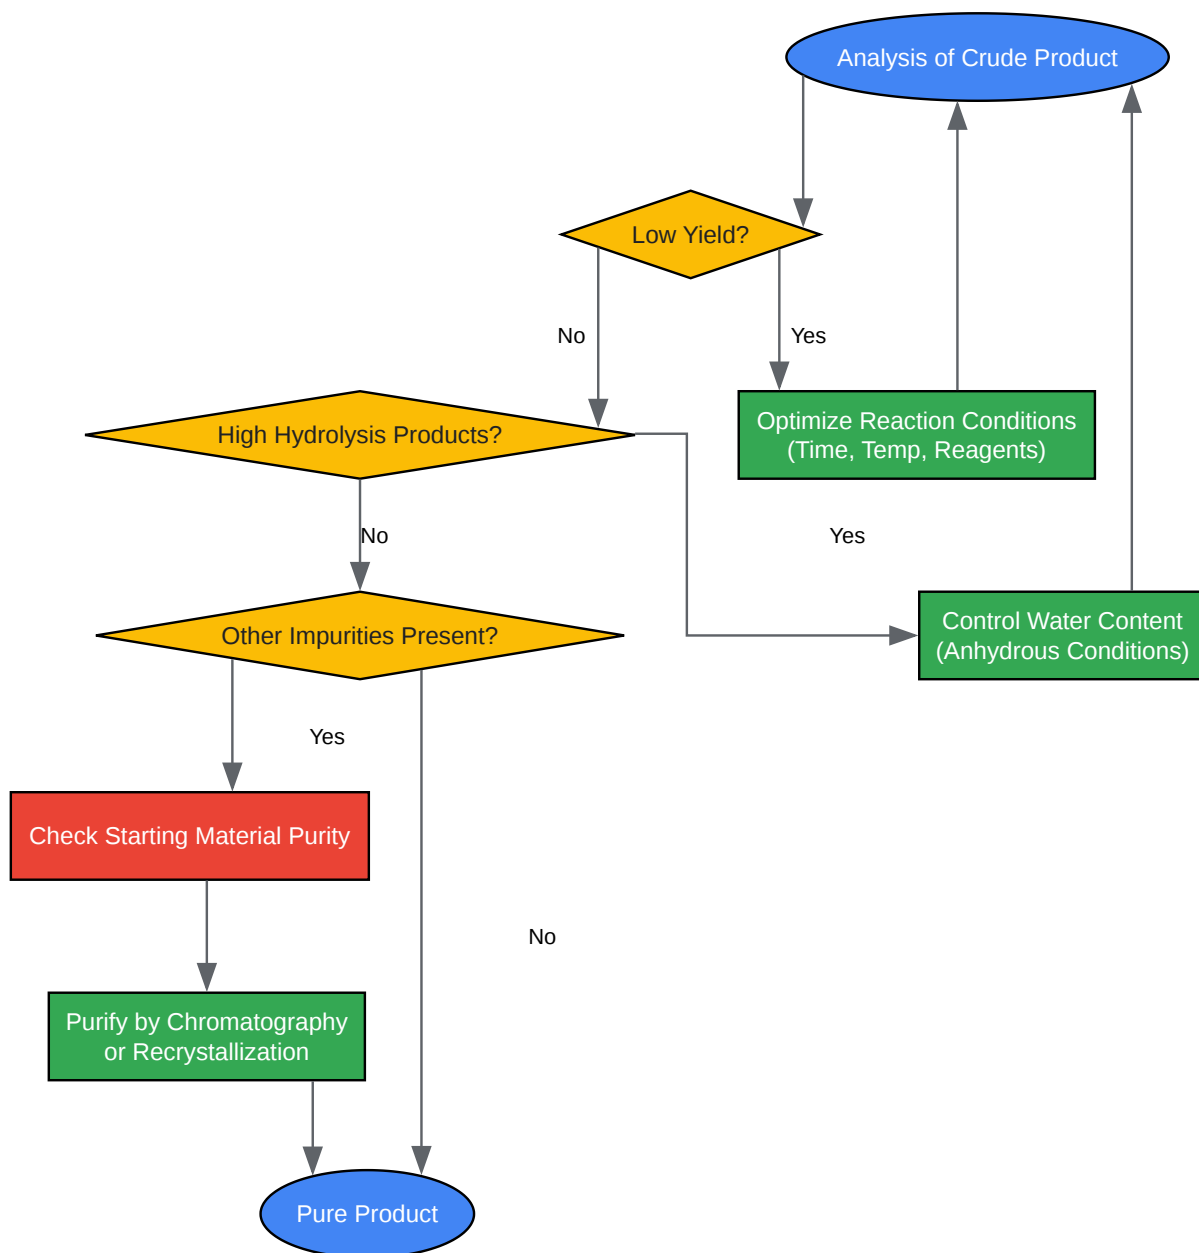 Analysis of Crude Product
Low Yield?
No
Yes
High Hydrolysis Products?
Optimize Reaction Conditions
(Time, Temp, Reagents)
No
Yes
Other Impurities Present?
Control Water Content
(Anhydrous Conditions)
Yes
Check Starting Material Purity
No
Purify by Chromatography
or Recrystallization
Pure Product